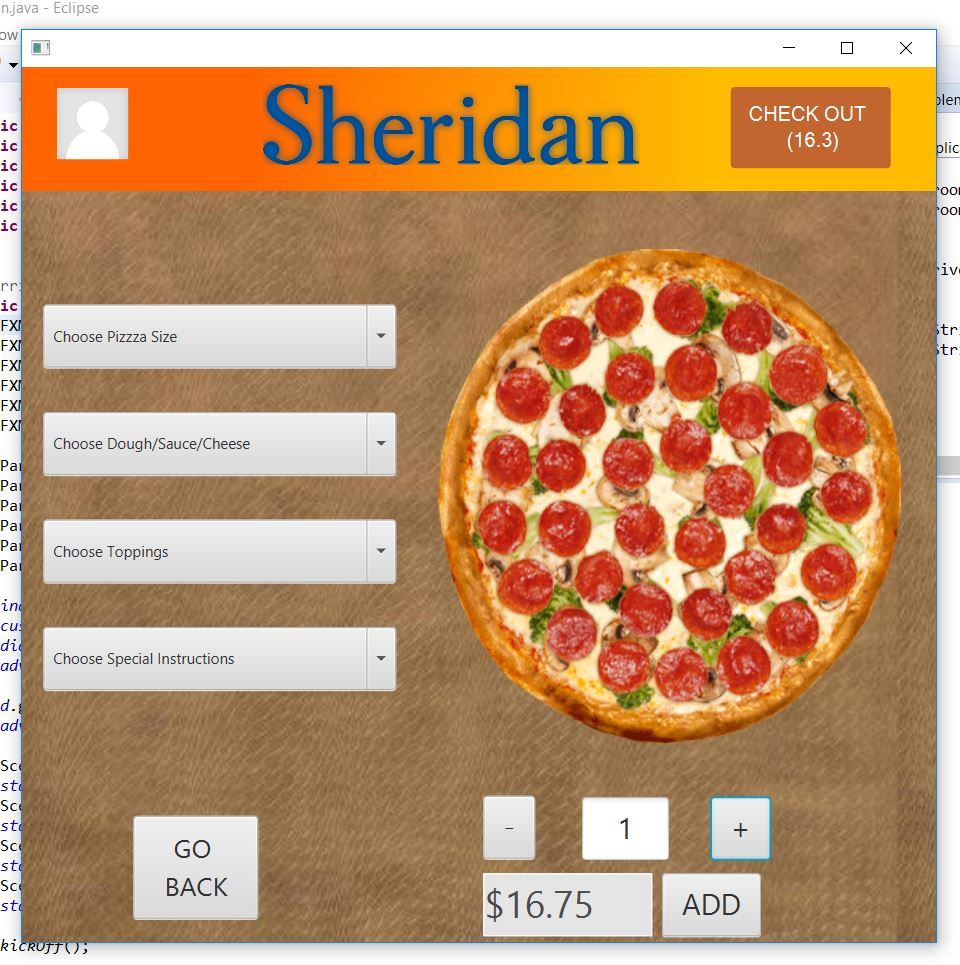 n.java - Eclipse
Sheridan
CHECK OUT
(16.3)
Choose Pizzza Size
Choose Dough/Sauce/Cheese
Choose Toppings
Choose Special Instructions
-
1
+
GO
BACK
$16.75
ADD
kickOff();